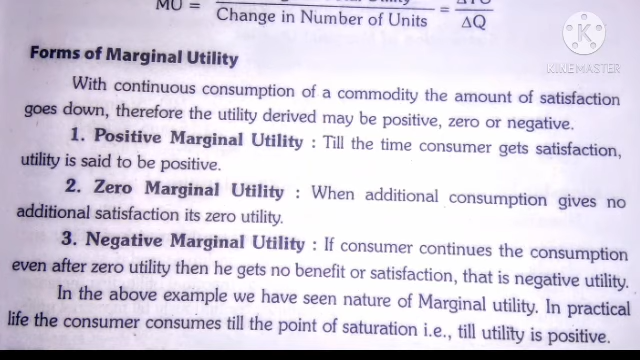 MU =
Change in Number of Units = ΔQ
KINEMASTER
Forms of Marginal Utility
With continuous consumption of a commodity the amount of satisfaction
goes down, therefore the utility derived may be positive, zero or negative.
1. Positive Marginal Utility : Till the time consumer gets satisfaction,
utility is said to be positive.
2. Zero Marginal Utility : When additional consumption gives no
additional satisfaction its zero utility.
3. Negative Marginal Utility : If consumer continues the consumption
even after zero utility then he gets no benefit or satisfaction, that is negative utility.
In the above example we have seen nature of Marginal utility. In practical
life the consumer consumes till the point of saturation i.e., till utility is positive.